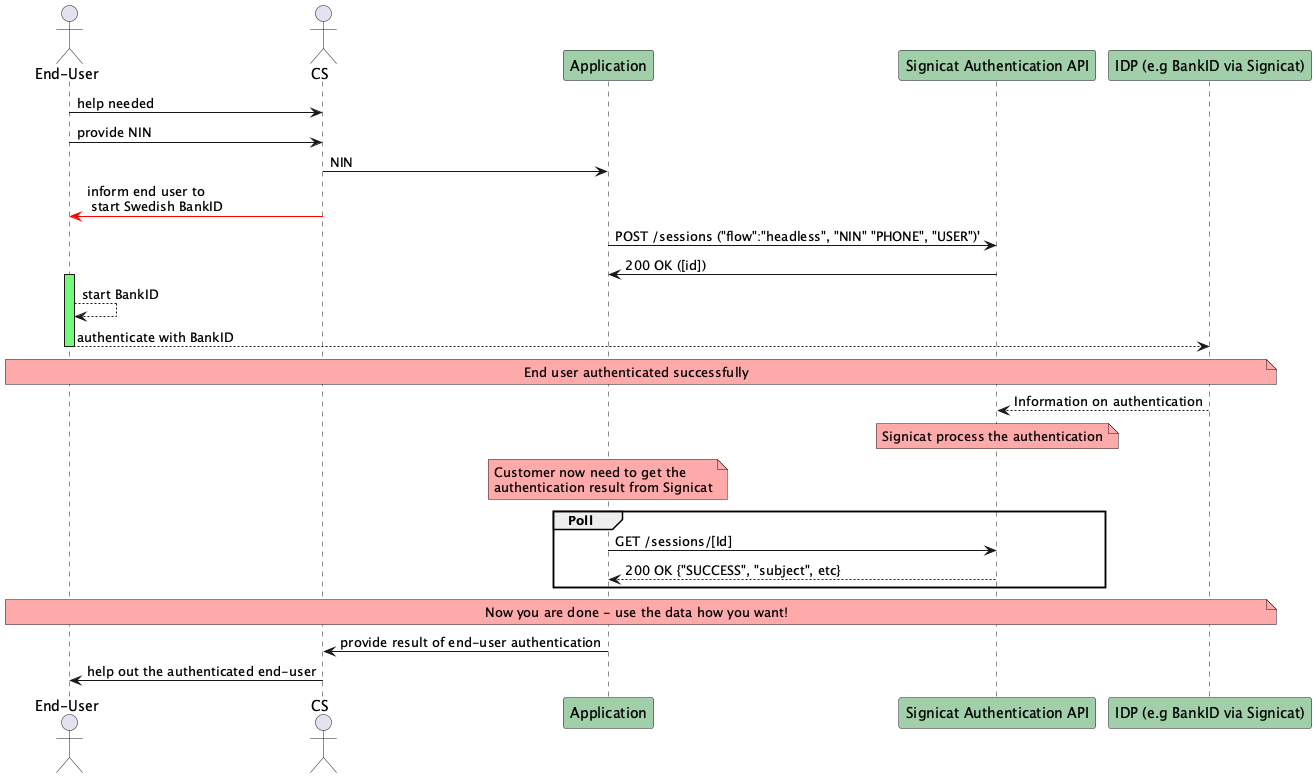 End-User
CS
Application
Signicat Authentication API
IDP (e.g BankID via Signicat)
help needed
provide NIN
NIN
inform end user to
start Swedish BankID
POST /sessions ("flow":"headless", "NIN" "PHONE", "USER")'
200 OK ([id])
start BankID
authenticate with BankID
End user authenticated successfully
Information on authentication
Signicat process the authentication
Customer now need to get the
authentication result from Signicat
Poll
GET /sessions/[Id]
200 OK {"SUCCESS", "subject", etc}
Now you are done - use the data how you want!
provide result of end-user authentication
help out the authenticated end-user
End-User
CS
Application
Signicat Authentication API
IDP (e.g BankID via Signicat)